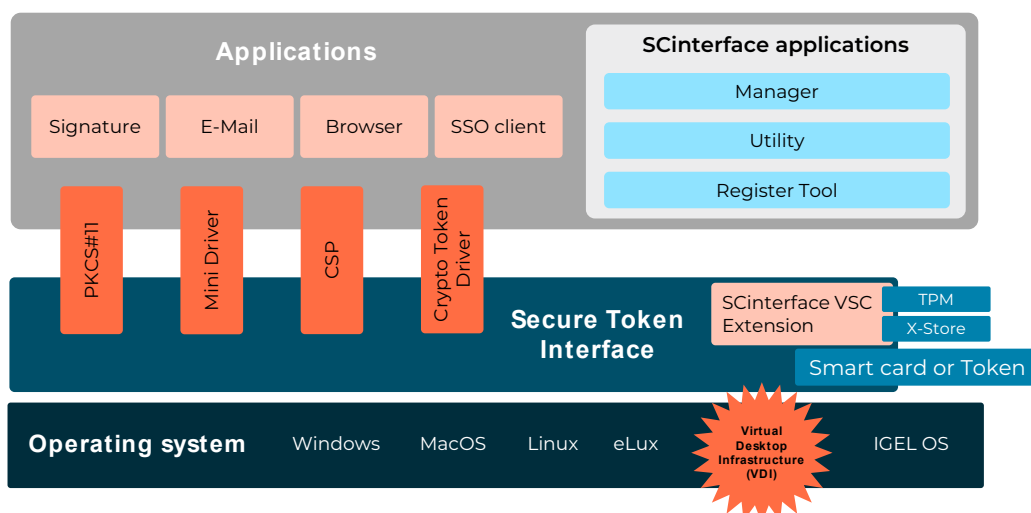 Applications
SCinterface applications
Manager
Utility
Register Tool
Signature
E-Mail
Browser
SSO client
PKCS#11
Mini Driver
CSP
Crypto Token
Driver
Secure Token
Interface
SCinterface VSC
Extension
TPM
X-Store
Smart card or Token
Operating system
Windows
MacOS
Linux
eLux
Virtual
Desktop
Infrastructure
(VDI)
IGEL OS